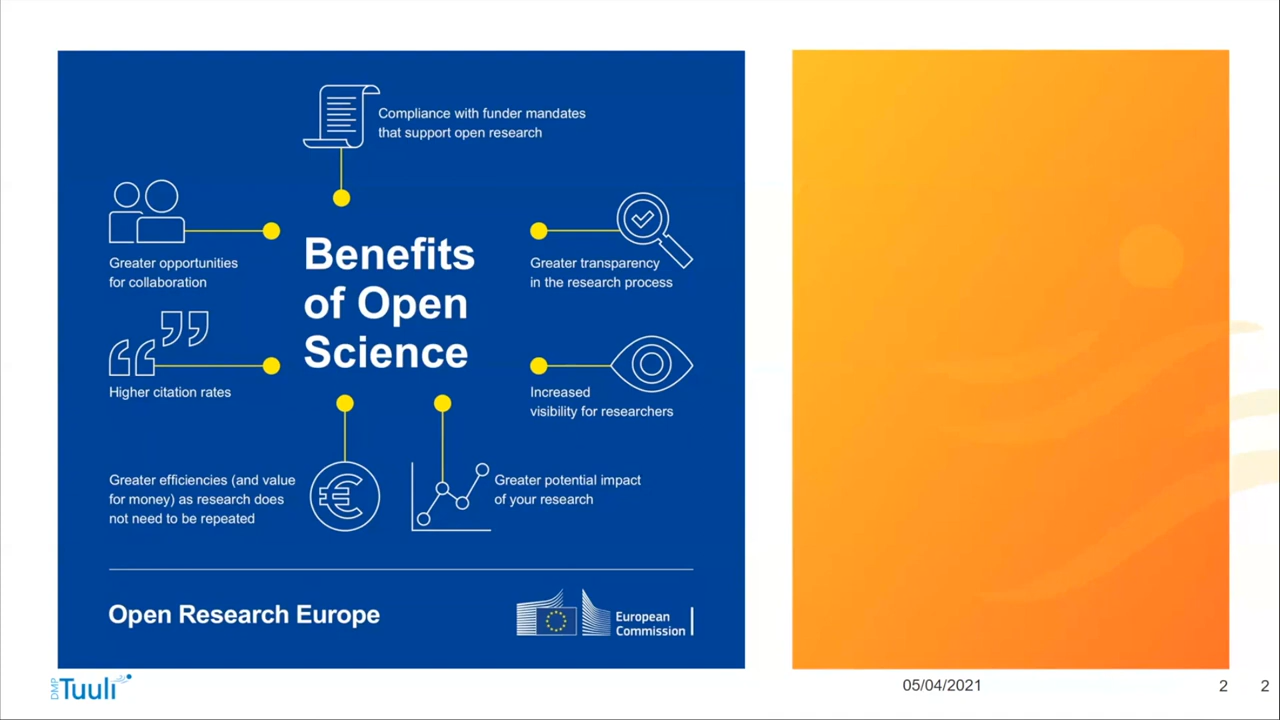 Compliance with funder mandates
that support open research
Greater opportunities
for collaboration
Benefits
of Open
Science
Greater transparency
in the research process
Higher citation rates
Increased
visibility for researchers
Greater efficiencies (and value
for money) as research does
not need to be repeated
Greater potential impact
of your research
Open Research Europe
European
Commission
DMP
Tuuli
05/04/2021
2
2